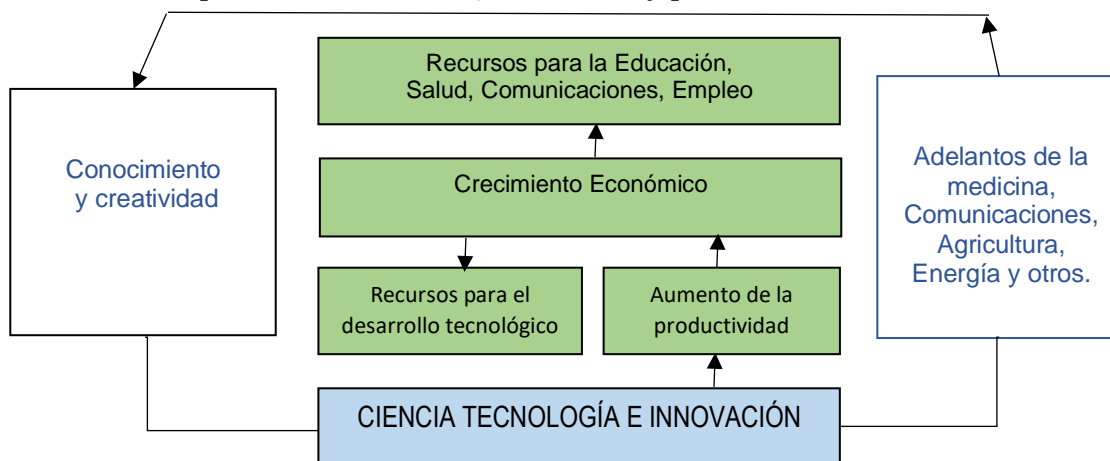 Recursos para la Educación,
Salud, Comunicaciones, Empleo
Conocimiento
y creatividad
Crecimiento Económico
Adelantos de la
medicina,
Comunicaciones,
Agricultura,
Energía y otros.
Recursos para el
desarrollo tecnológico
Aumento de la
productividad
CIENCIA TECNOLOGÍA E INNOVACIÓN